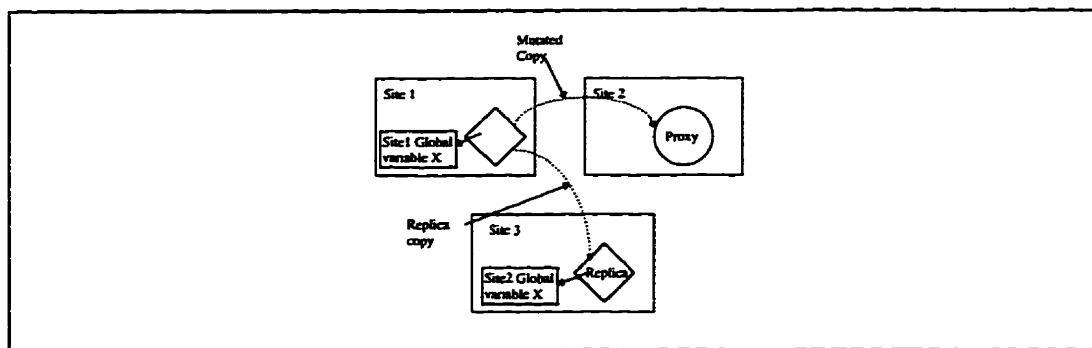 Mutated
Copy
Site 1
Site 2
Site1 Global
variable X
Proxy
Replica
copy
Site 3
Site2 Global
variable X
Replica